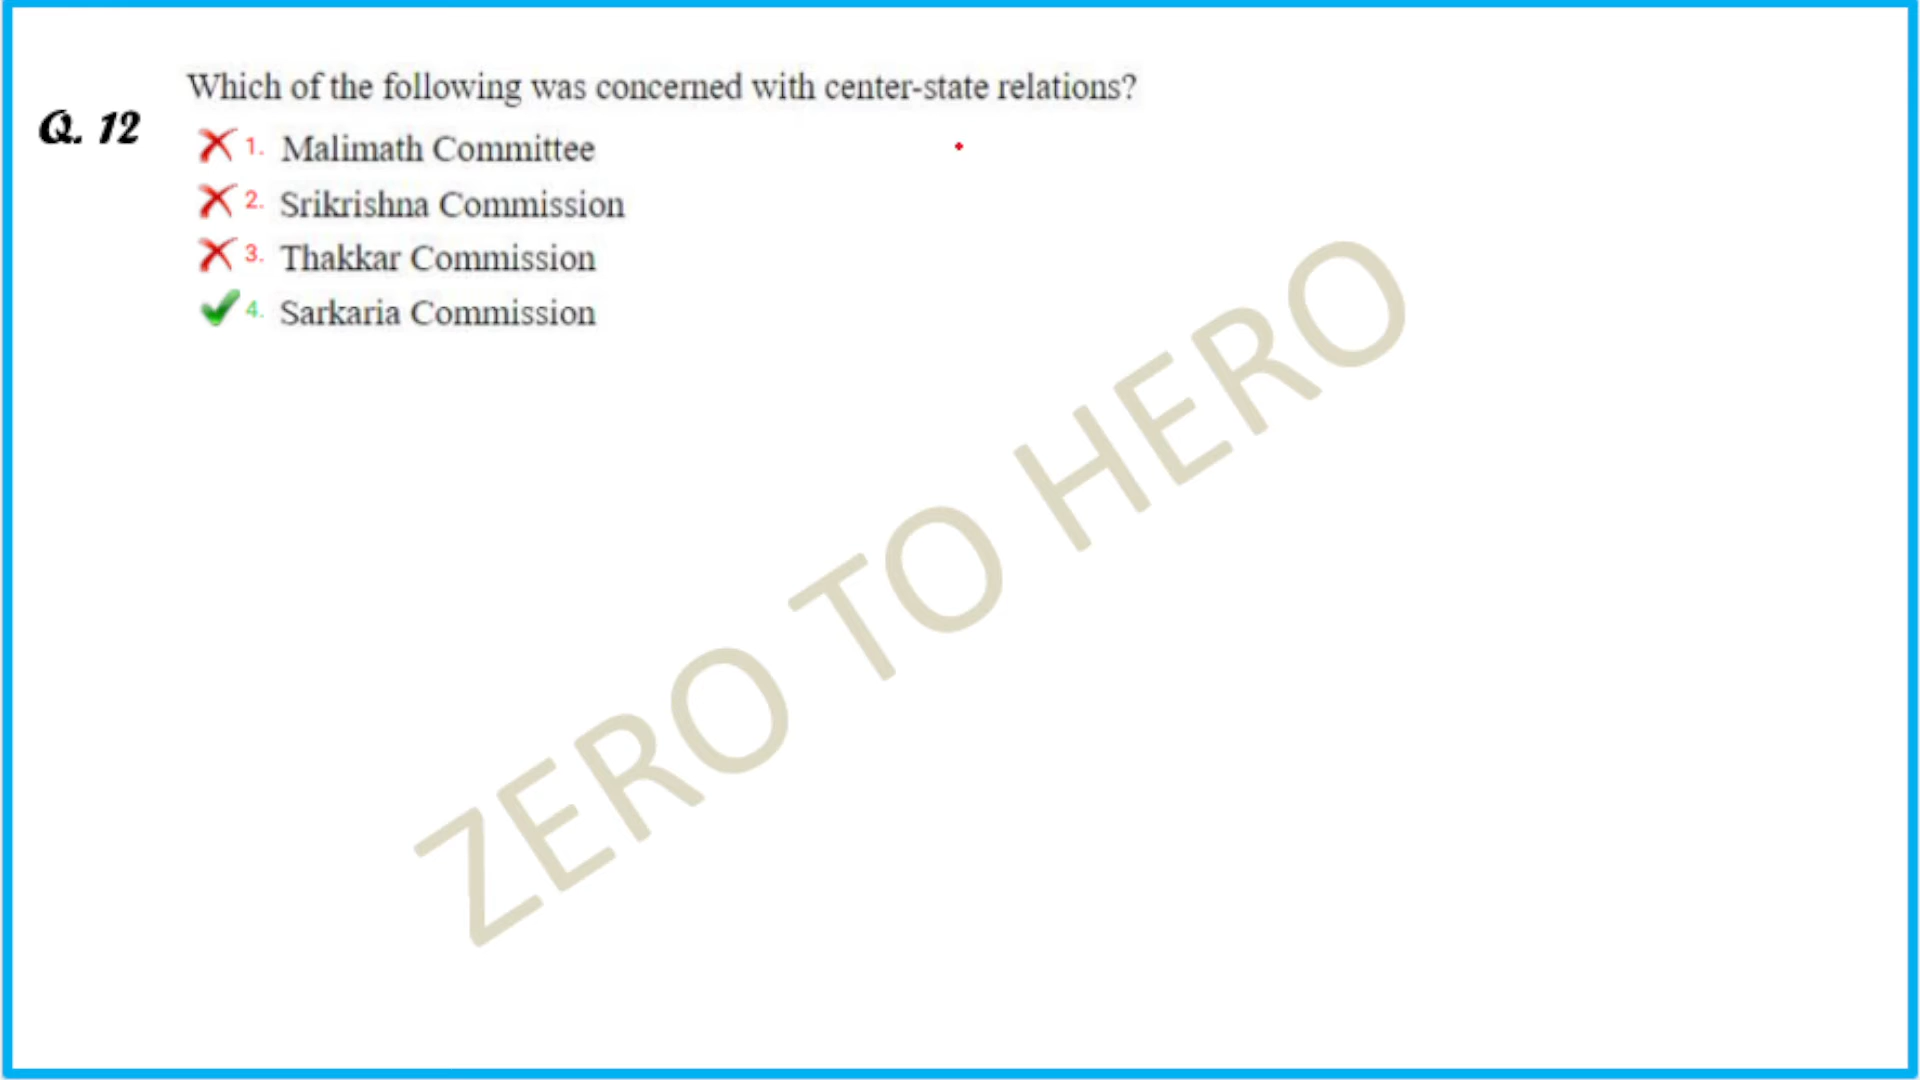 Which of the following was concerned with center-state relations?
Q. 12
1. Malimath Committee
2. Srikrishna Commission
3. Thakkar Commission
4. Sarkaria Commission
ZERO TO HERO